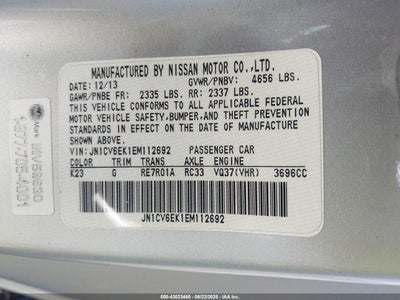 MANUFACTURED BY NISSAN MOTOR CO.,LTD.
DATE: 12/13 GVWR/PNBV: 4656 LBS.
GAWR/PNBE FR: 2335 LBS. RR: 2337 LBS.
THIS VEHICLE CONFORMS TO ALL APPLICABLE FEDERAL
MOTOR VEHICLE SAFETY,BUMPER,AND THEFT PREVENTION
STANDARDS IN EFFECT ON THE DATE OF MANUFACTURE
SHOWN ABOVE.
VIN: JN1CV6EK1EM112692 PASSENGER CAR
COLOR TRIM TRANS AXLE ENGINE
K23 G RE7R01A RC33 VQ37(VHR) 3696CC
JN1CV6EK1EM112692
Mark
000-43023460 - 08/22/2025 - IAA